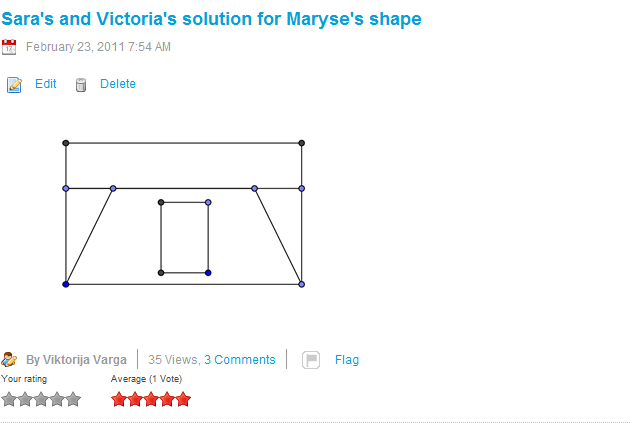 Sara's and Victoria's solution for Maryse's shape
February 23, 2011 7:54 AM
Edit Delete
By Viktorija Varga 35 Views, 3 Comments Flag
Your rating Average (1 Vote)